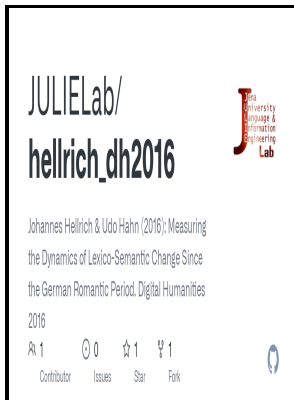 JULIELab/
hellrich_dh2016
Jena
University
Language &
Information
Engineering
Lab
Johannes Hellrich & Udo Hahn (2016): Measuring
the Dynamics of Lexico-Semantic Change Since
the German Romantic Period. Digital Humanities
2016
1 0 1 1
Contributor Issues Star Fork